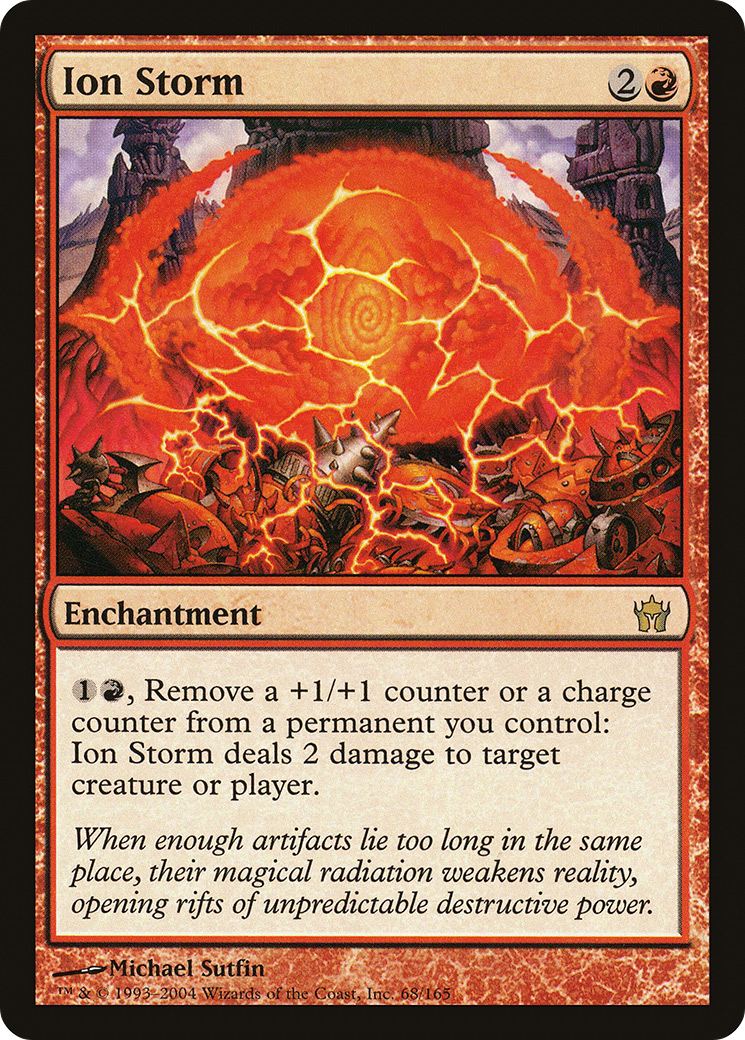 Ion Storm 2
Enchantment
1, Remove a +1/+1 counter or a charge
counter from a permanent you control:
Ion Storm deals 2 damage to target
creature or player.
When enough artifacts lie too long in the same
place, their magical radiation weakens reality,
opening rifts of unpredictable destructive power.
Michael Sutfin
™ & © 1993–2004 Wizards of the Coast, Inc. 68/165